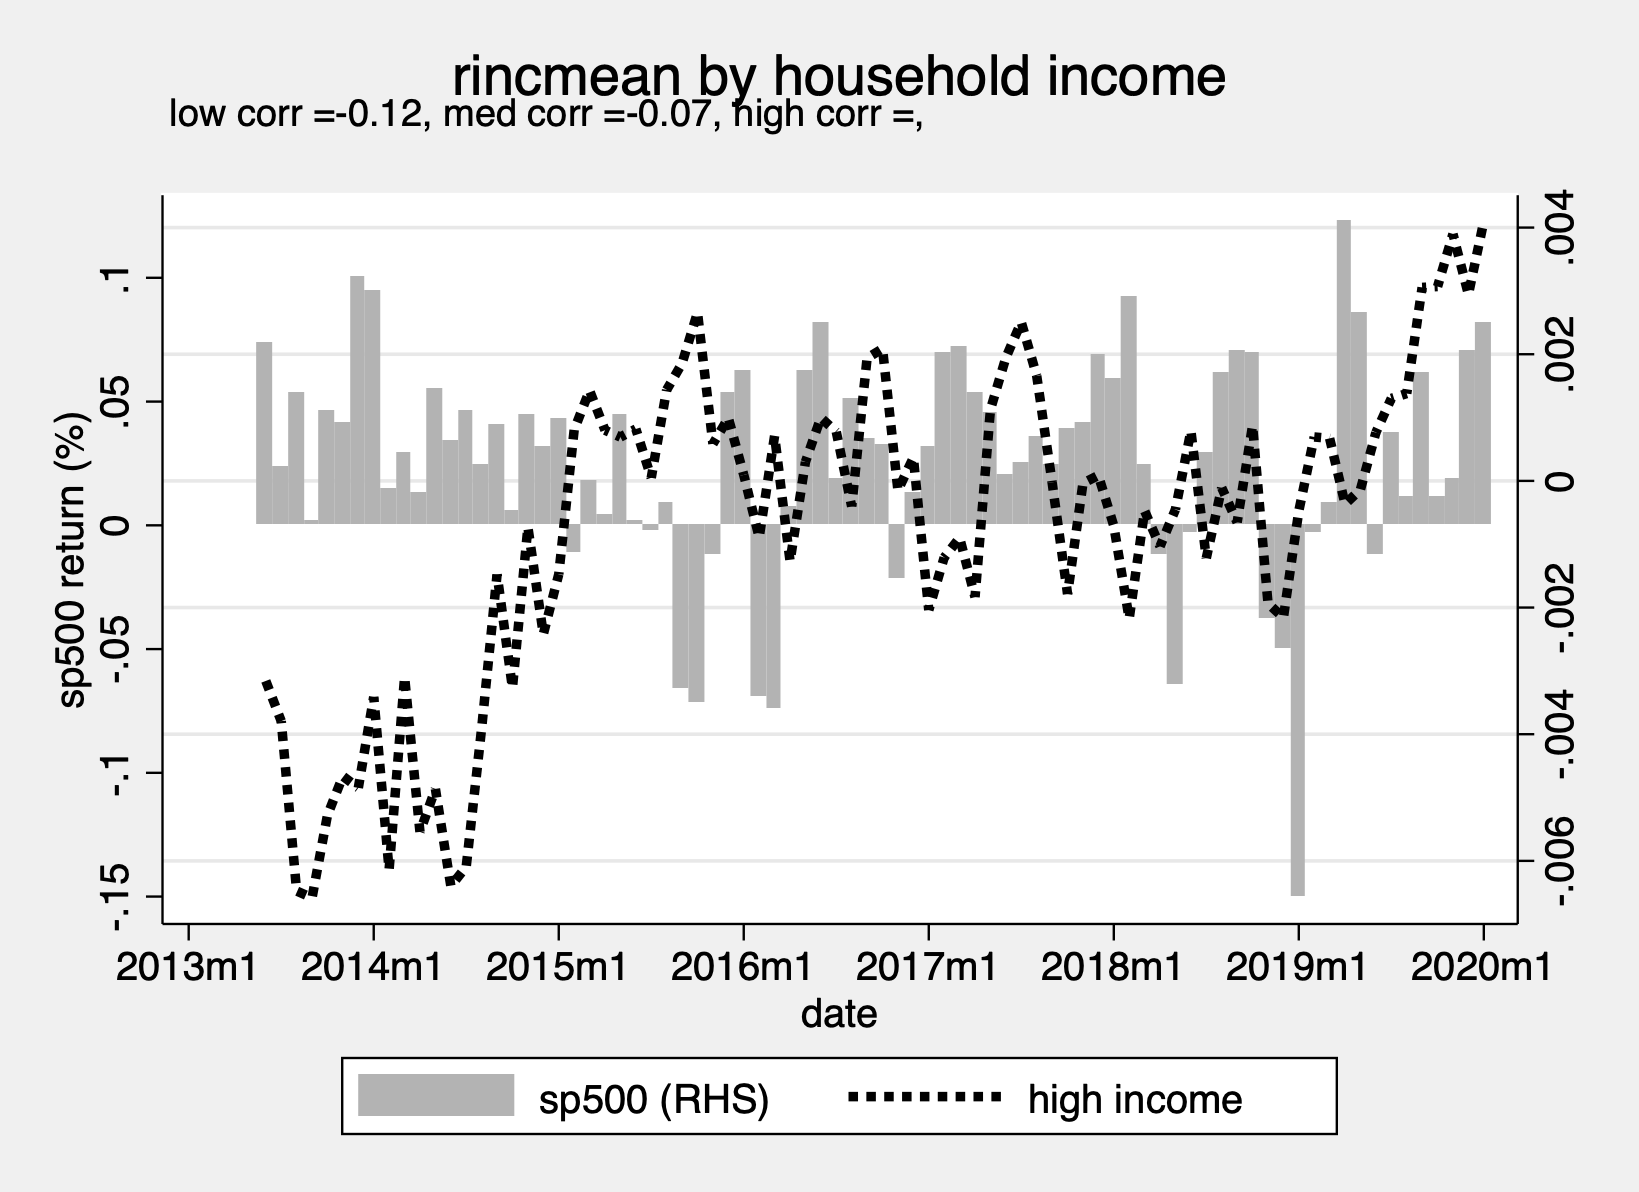 rincmean by household income
low corr =-0.12, med corr =-0.07, high corr =,
sp500 return (%)
.1
.05
0
-.05
-.1
-.15
.004
.002
0
-.002
-.004
-.006
2013m1 2014m1 2015m1 2016m1 2017m1 2018m1 2019m1 2020m1
date
sp500 (RHS) high income